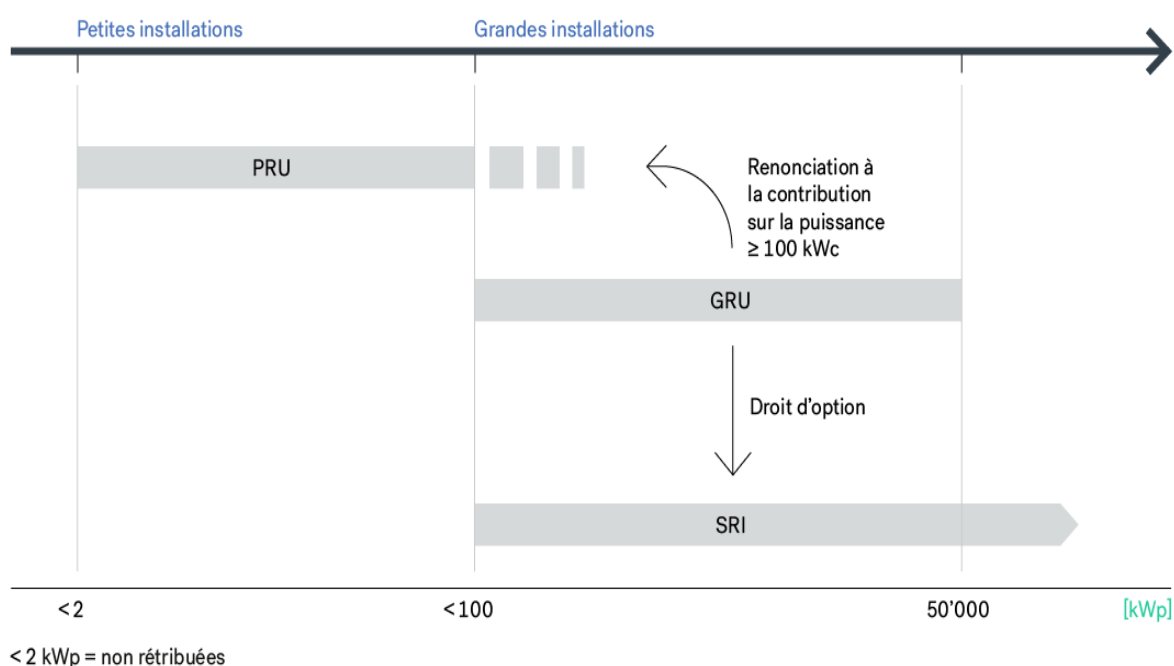 Petites installations
Grandes installations
PRU
Renonciation à
la contribution
sur la puissance
≥ 100 kWc
GRU
Droit d'option
SRI
<2
<100
50'000
[kWp]
< 2 kWp = non rétribuées